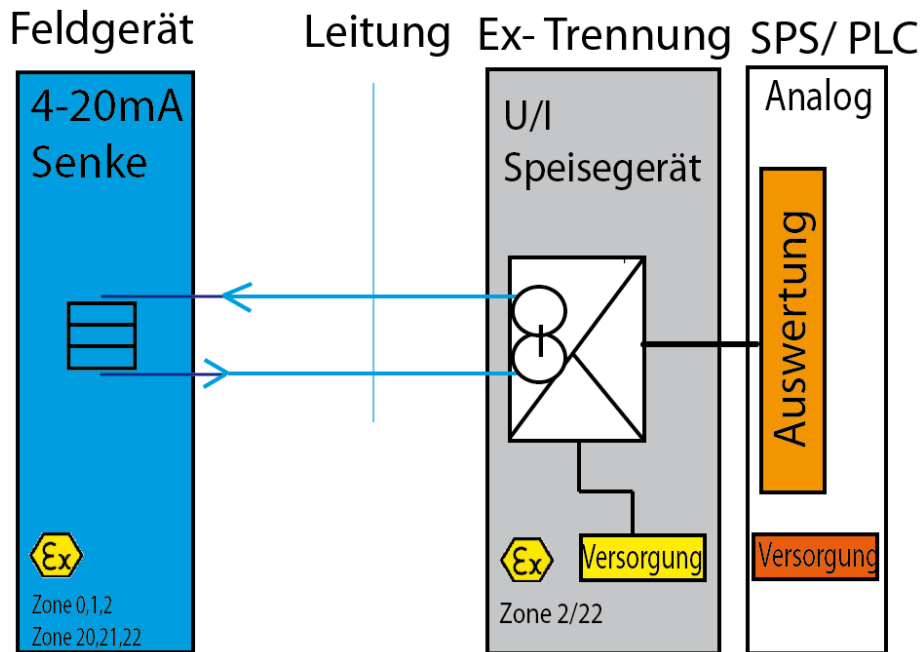 Feldgerät
Leitung
Ex- Trennung
SPS/ PLC
4-20mA
Senke
U/I
Speisegerät
Analog
Auswertung
Ex
Zone 0,1,2
Zone 20,21,22
Ex
Versorgung
Zone 2/22
Versorgung